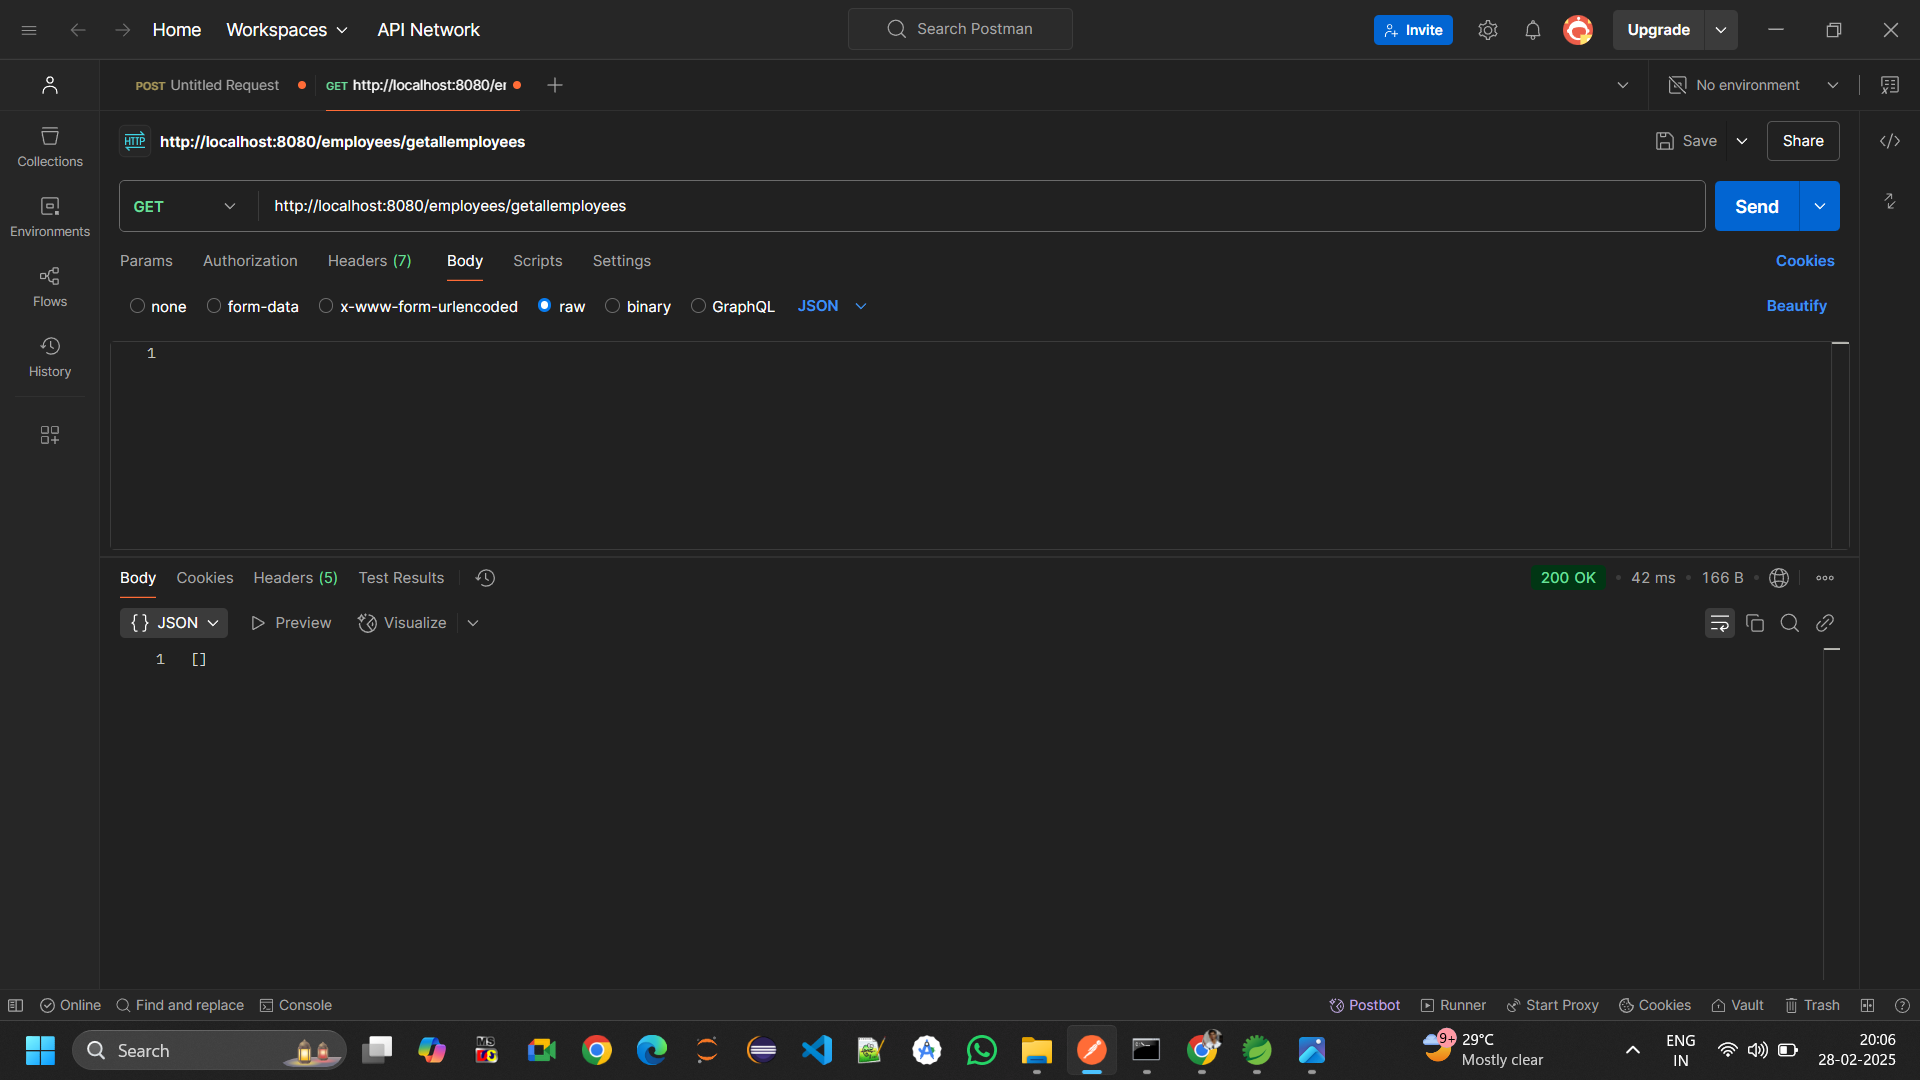 Home Workspaces API Network Search Postman Invite Upgrade
POST Untitled Request GET http://localhost:8080/er No environment
HTTP http://localhost:8080/employees/getallemployees Save Share
GET http://localhost:8080/employees/getallemployees Send
Params Authorization Headers (7) Body Scripts Settings Cookies
none form-data x-www-form-urlencoded raw binary GraphQL JSON Beautify
1
Collections
Environments
Flows
History
Body Cookies Headers (5) Test Results 200 OK 42 ms 166 B
{} JSON Preview Visualize
1 []
Online Find and replace Console Postbot Runner Start Proxy Cookies Vault Trash
Search 9+ 29°C ENG 20:06
Mostly clear IN 28-02-2025